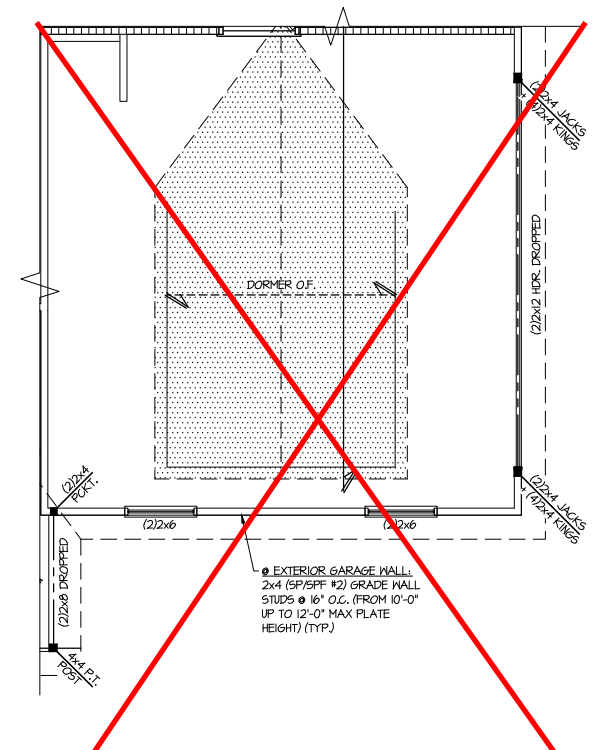 (2)2x4 JACKS
+ (4)2x4 KINGS
(2)2x12 HDR. DROPPED
DORMER O.F.
(2)2x4
PCKT.
(2)2x6
(2)2x6
(2)2x4 JACKS
+ (4)2x4 KINGS
(2)2x8 DROPPED
@ EXTERIOR GARAGE WALL:
2x4 (SP/SPF #2) GRADE WALL
STUDS @ 16" O.C. (FROM 10'-0"
UP TO 12'-0" MAX PLATE
HEIGHT) (TYP.)
4x4 P.T.
POST